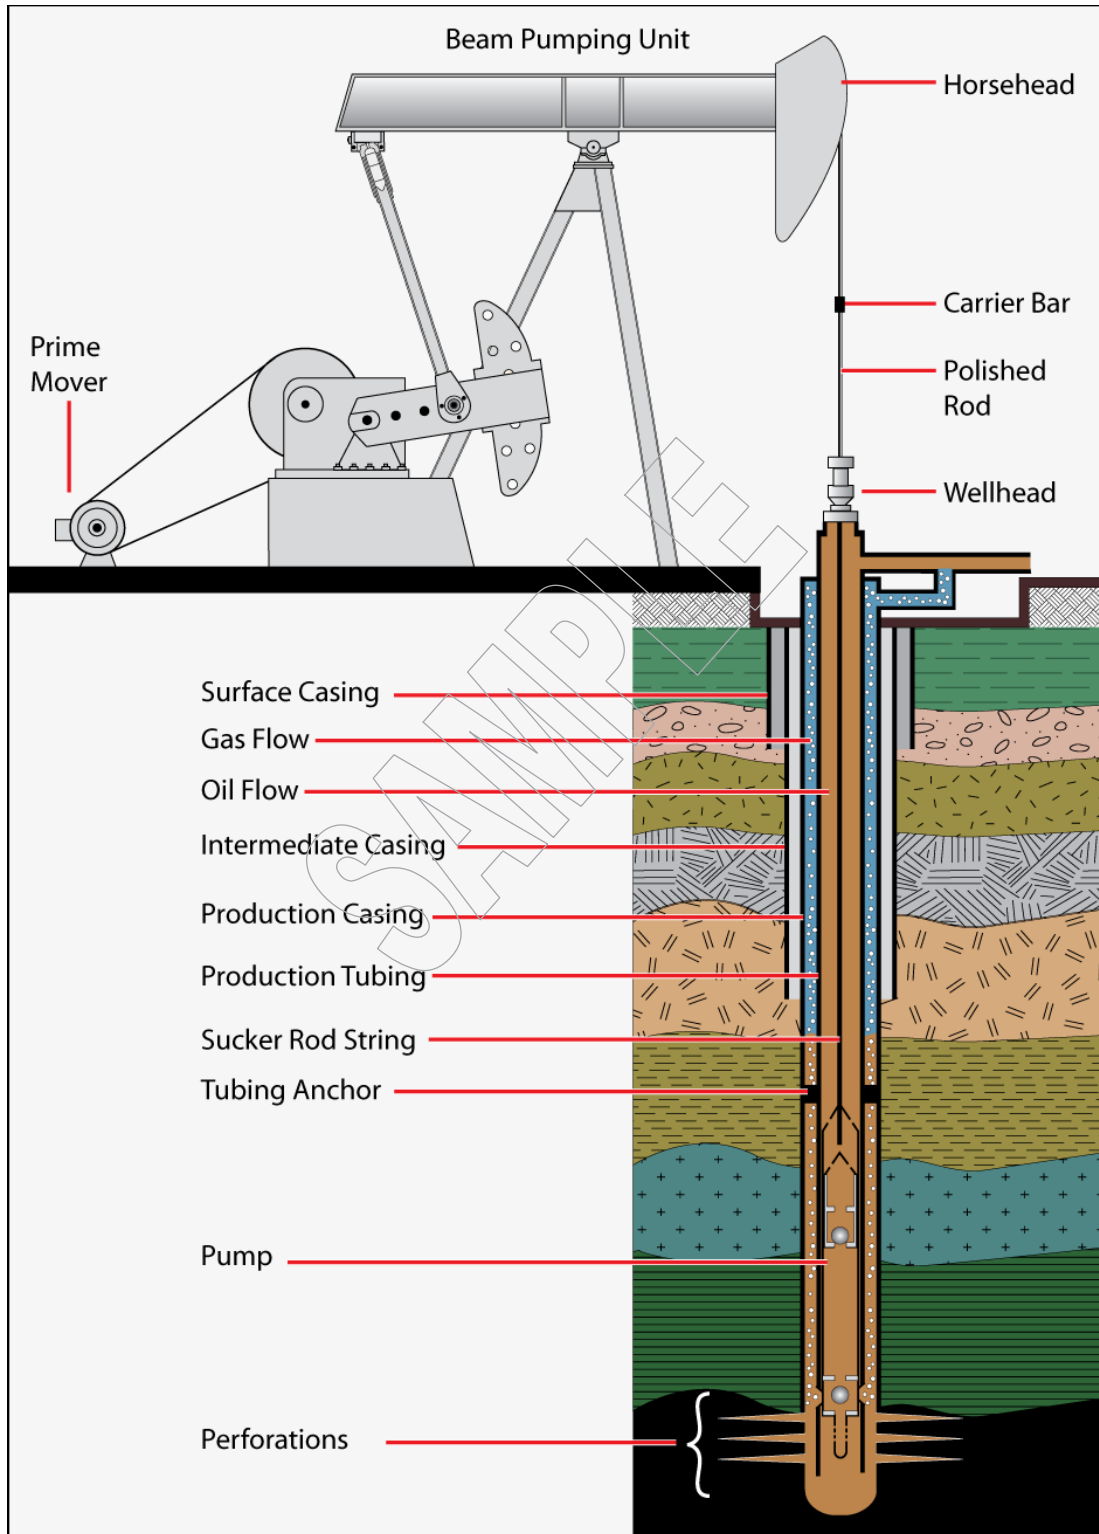 Beam Pumping Unit
Horsehead
Carrier Bar
Prime
Mover
Polished
Rod
Wellhead
Surface Casing
Gas Flow
Oil Flow
Intermediate Casing
Production Casing
Production Tubing
Sucker Rod String
Tubing Anchor
Pump
Perforations
SAMPLE